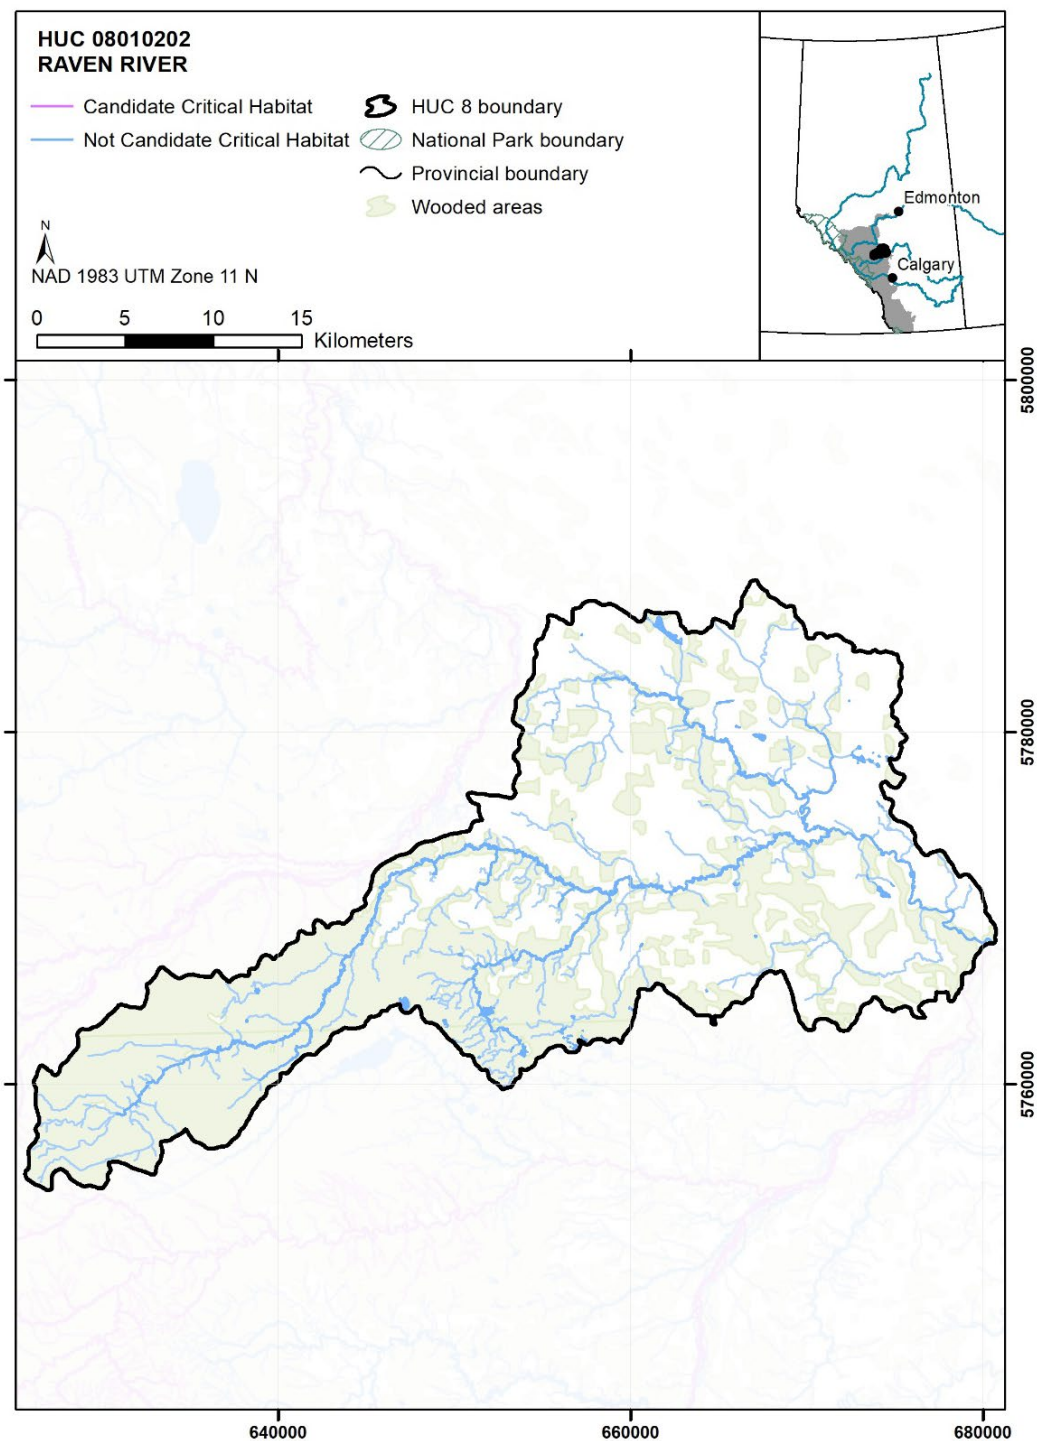 HUC 08010202
RAVEN RIVER
Candidate Critical Habitat
Not Candidate Critical Habitat
HUC 8 boundary
National Park boundary
Provincial boundary
Wooded areas
N
NAD 1983 UTM Zone 11 N
0 5 10 15
Kilometers
Edmonton
Calgary
5800000
5780000
5760000
640000 660000 680000